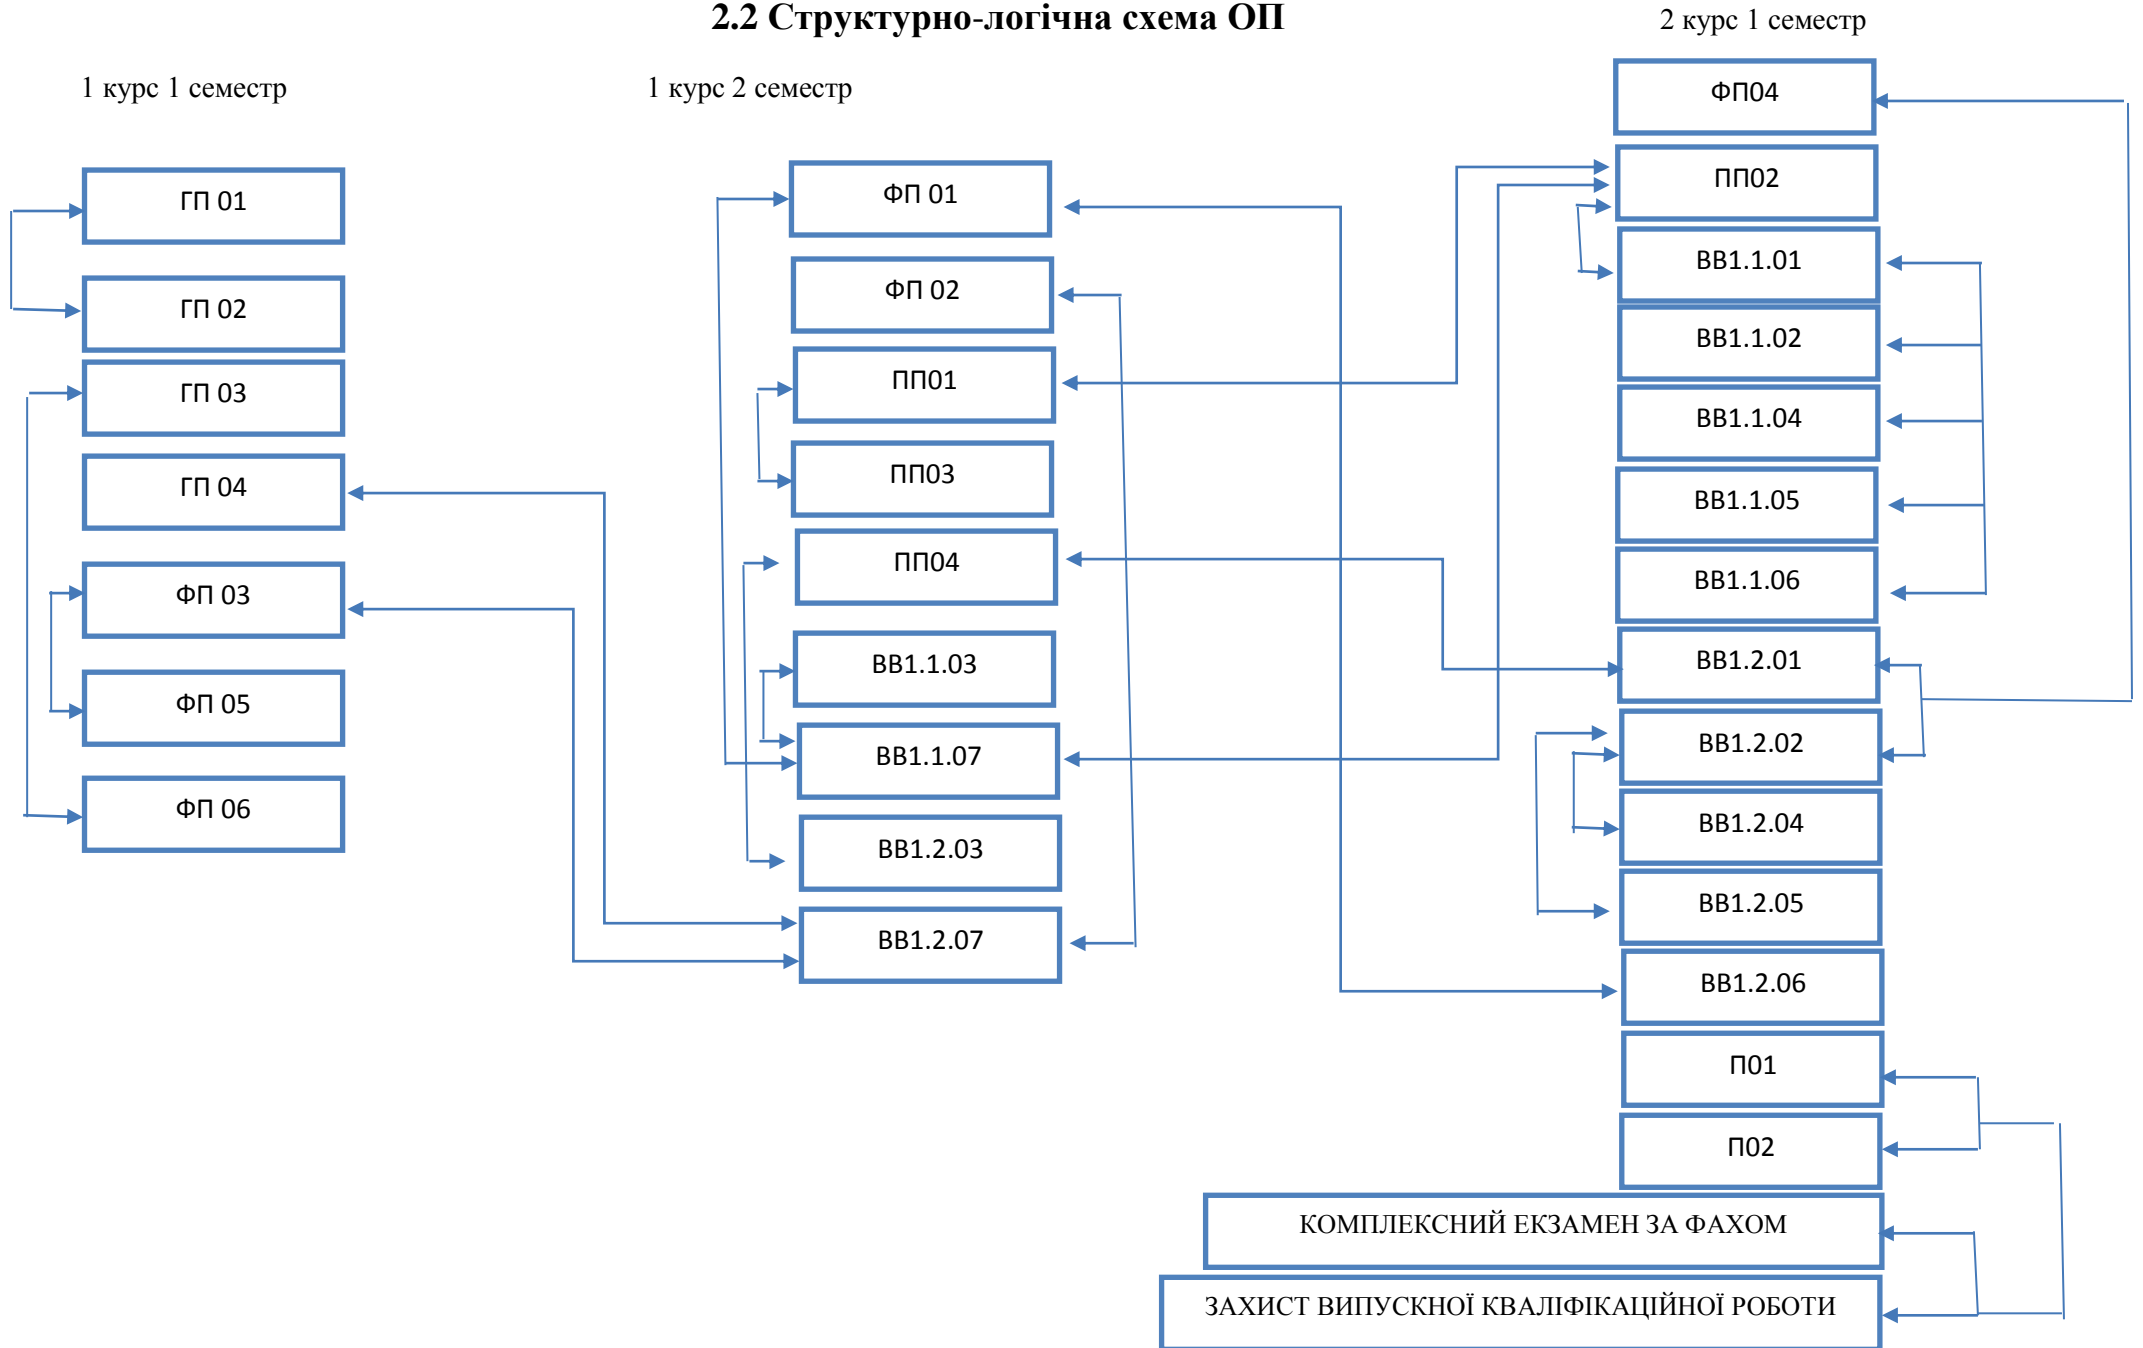 2.2 Структурно-логічна схема ОП
1 курс 1 семестр
ГП 01
ГП 02
ГП 03
ГП 04
ФП 03
ФП 05
ФП 06
1 курс 2 семестр
ФП 01
ФП 02
ПП01
ПП03
ПП04
ВВ1.1.03
ВВ1.1.07
ВВ1.2.03
ВВ1.2.07
2 курс 1 семестр
ФП04
ПП02
ВВ1.1.01
ВВ1.1.02
ВВ1.1.04
ВВ1.1.05
ВВ1.1.06
ВВ1.2.01
ВВ1.2.02
ВВ1.2.04
ВВ1.2.05
ВВ1.2.06
П01
П02
КОМПЛЕКСНИЙ ЕКЗАМЕН ЗА ФАХОМ
ЗАХИСТ ВИПУСКНОЇ КВАЛІФІКАЦІЙНОЇ РОБОТИ